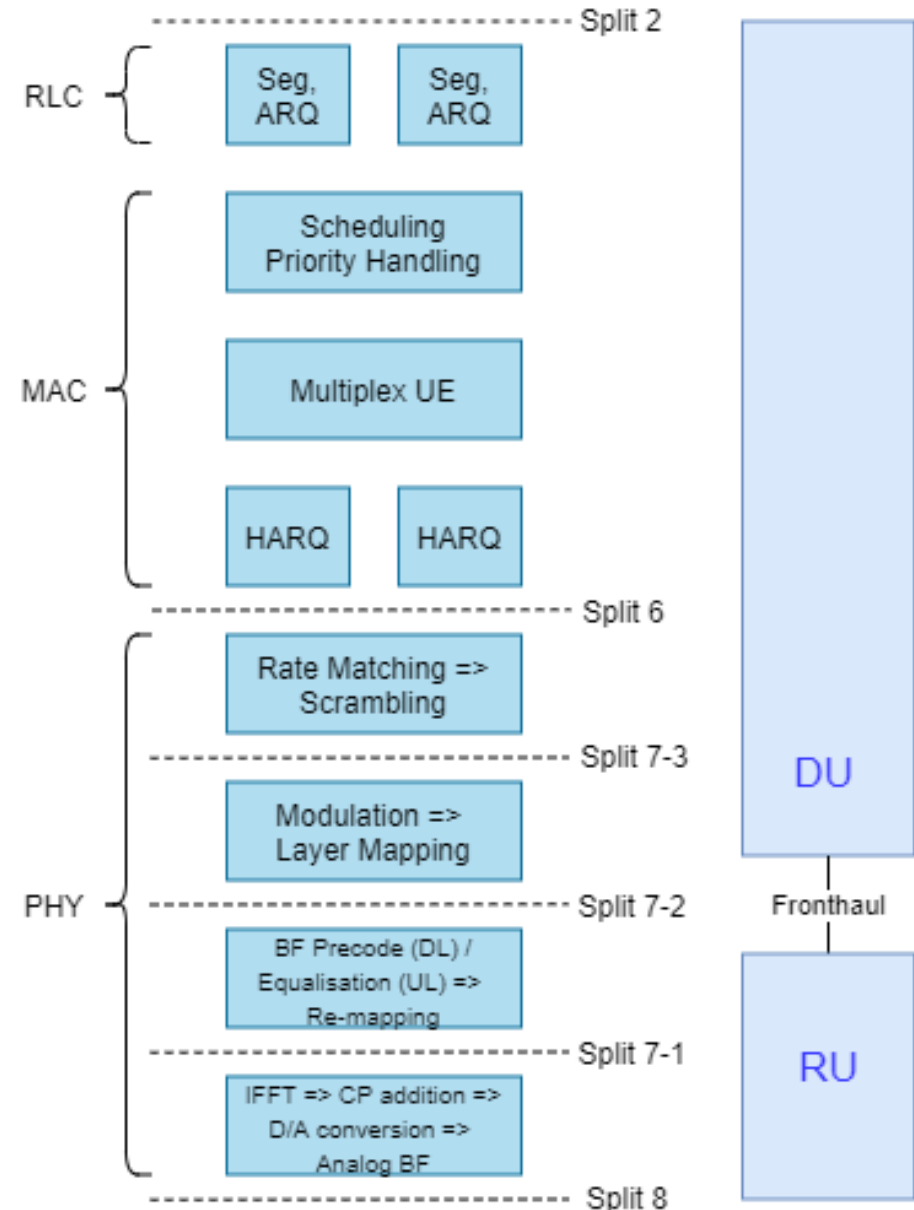 Split 2
RLC
Seg,
ARQ
Seg,
ARQ
Scheduling
Priority Handling
MAC
Multiplex UE
HARQ
HARQ
Split 6
Rate Matching =>
Scrambling
Split 7-3
DU
Modulation =>
Layer Mapping
PHY
Split 7-2
Fronthaul
BF Precode (DL) /
Equalisation (UL) =>
Re-mapping
Split 7-1
RU
IFFT => CP addition =>
D/A conversion =>
Analog BF
Split 8